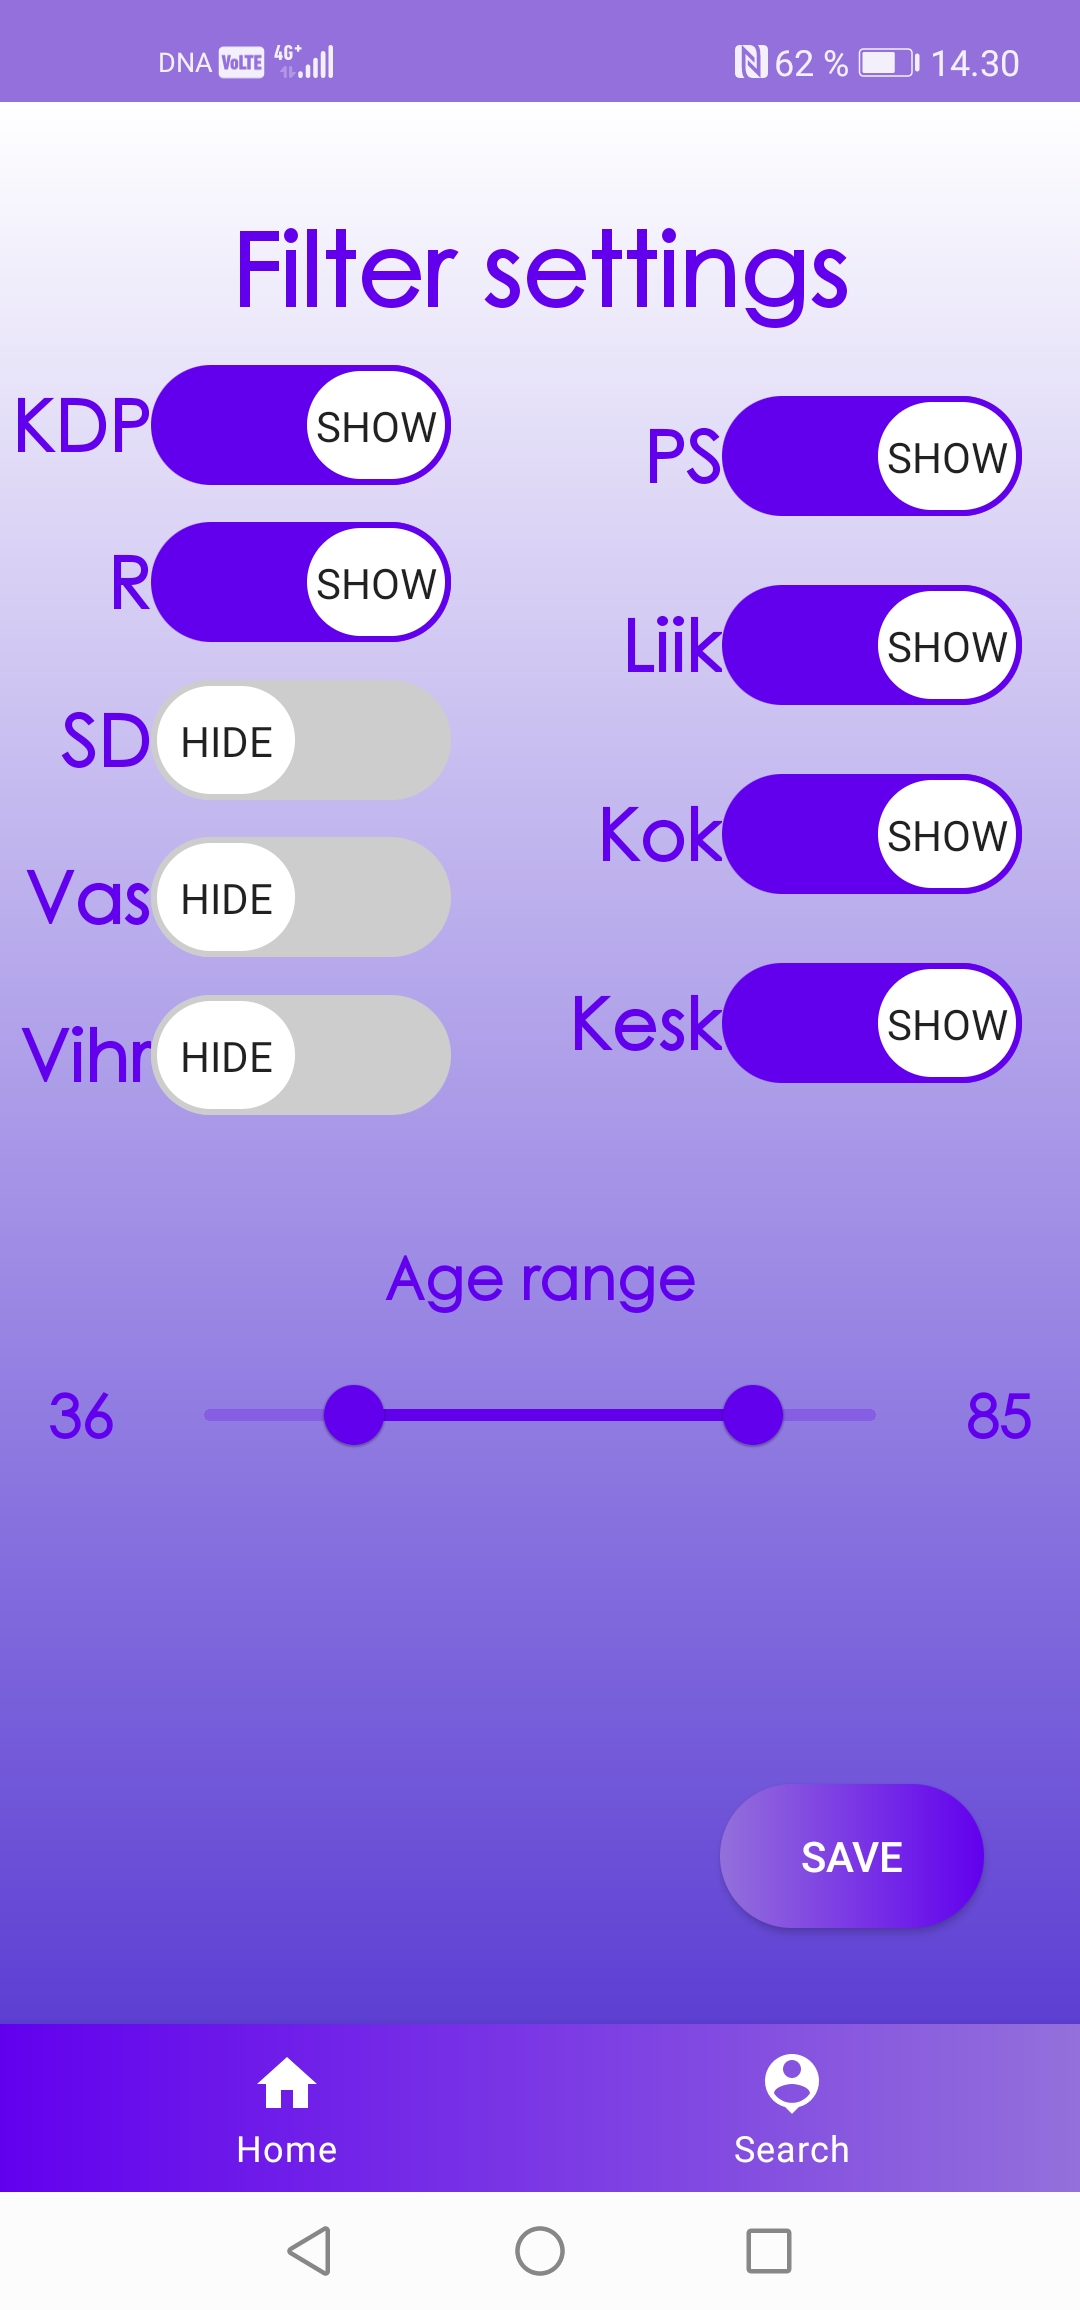 DNA VoLTE 4G+ 62 % 14.30
Filter settings
KDP SHOW
PS SHOW
R SHOW
Liik SHOW
SD HIDE
Kok SHOW
Vas HIDE
Kesk SHOW
Vihr HIDE
Age range
36 85
SAVE
Home Search